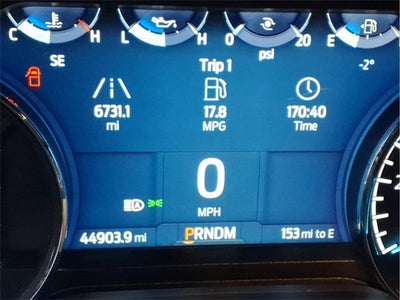 C H L H 0 20 E
psi
SE Trip 1 -2°
6731.1 17.8 170:40
mi MPG Time
0
MPH
44903.9 mi PRNDM 153 mi to E